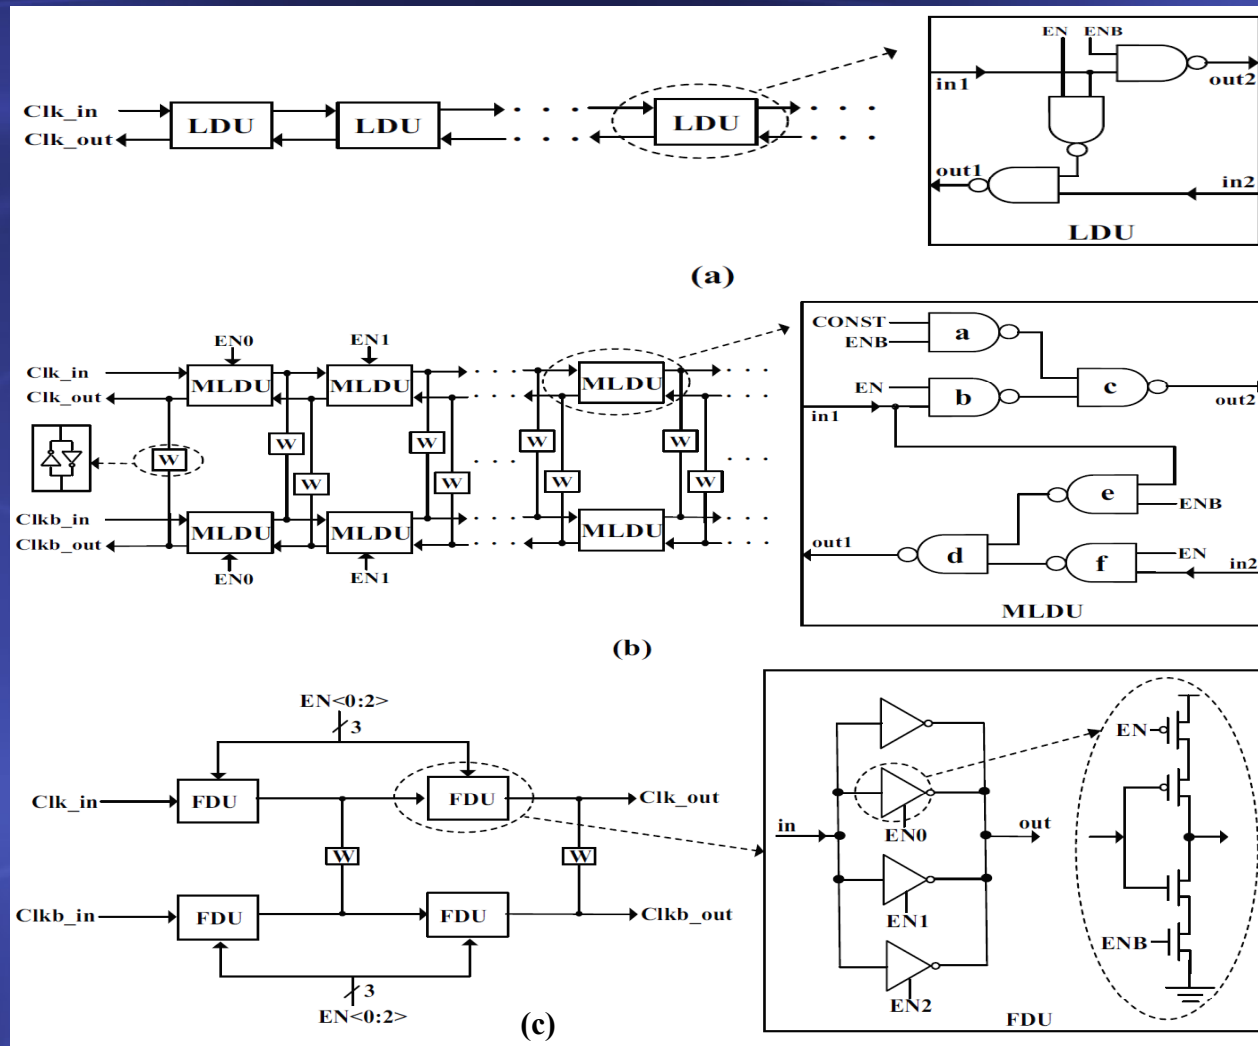 EN ENB
in1
out2
Clk_in
Clk_out
LDU LDU . . . LDU . . .
out1
in2
LDU
(a)
EN0 EN1
CONST
ENB
a
Clk_in
Clk_out
MLDU MLDU . . . MLDU . . .
EN
in1
b
c
out2
W W W W W W W W
e
ENB
Clkb_in
Clkb_out
MLDU MLDU . . . MLDU . . .
out1
d
f
EN
in2
EN0 EN1
MLDU
(b)
EN<0:2>
3
Clk_in
FDU FDU
Clk_out
W W
Clkb_in
FDU FDU
Clkb_out
3
EN<0:2>
in
EN0
out
EN1
EN2
EN
ENB
FDU
(c)